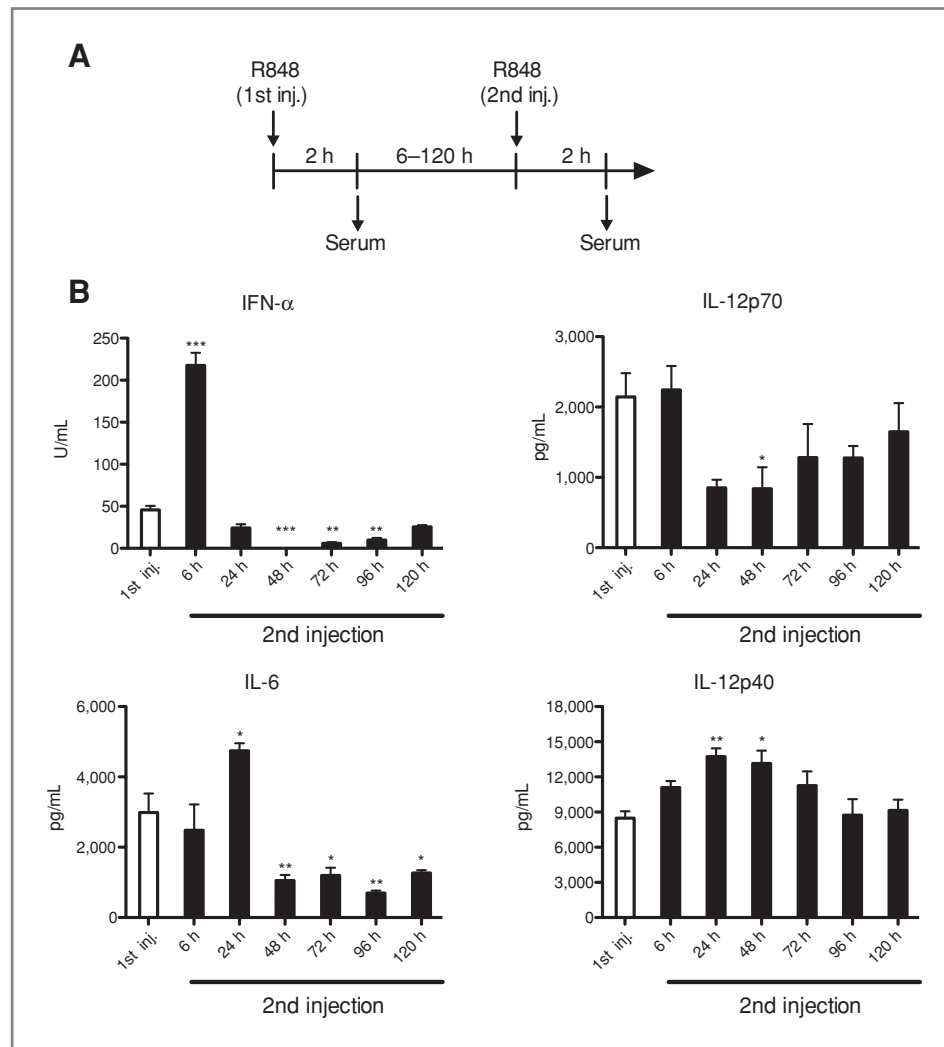 A
R848
(1st inj.)
R848
(2nd inj.)
2 h
6–120 h
2 h
Serum
Serum
B
IFN-α
250
200
150
100
50
0
U/mL
***
***
**
**
1st inj.
6 h
24 h
48 h
72 h
96 h
120 h
2nd injection
IL-12p70
3,000
2,000
1,000
0
pg/mL
*
1st inj.
6 h
24 h
48 h
72 h
96 h
120 h
2nd injection
IL-6
6,000
4,000
2,000
0
pg/mL
*
**
*
**
*
1st inj.
6 h
24 h
48 h
72 h
96 h
120 h
2nd injection
IL-12p40
18,000
15,000
12,000
9,000
6,000
3,000
0
pg/mL
**
*
1st inj.
6 h
24 h
48 h
72 h
96 h
120 h
2nd injection